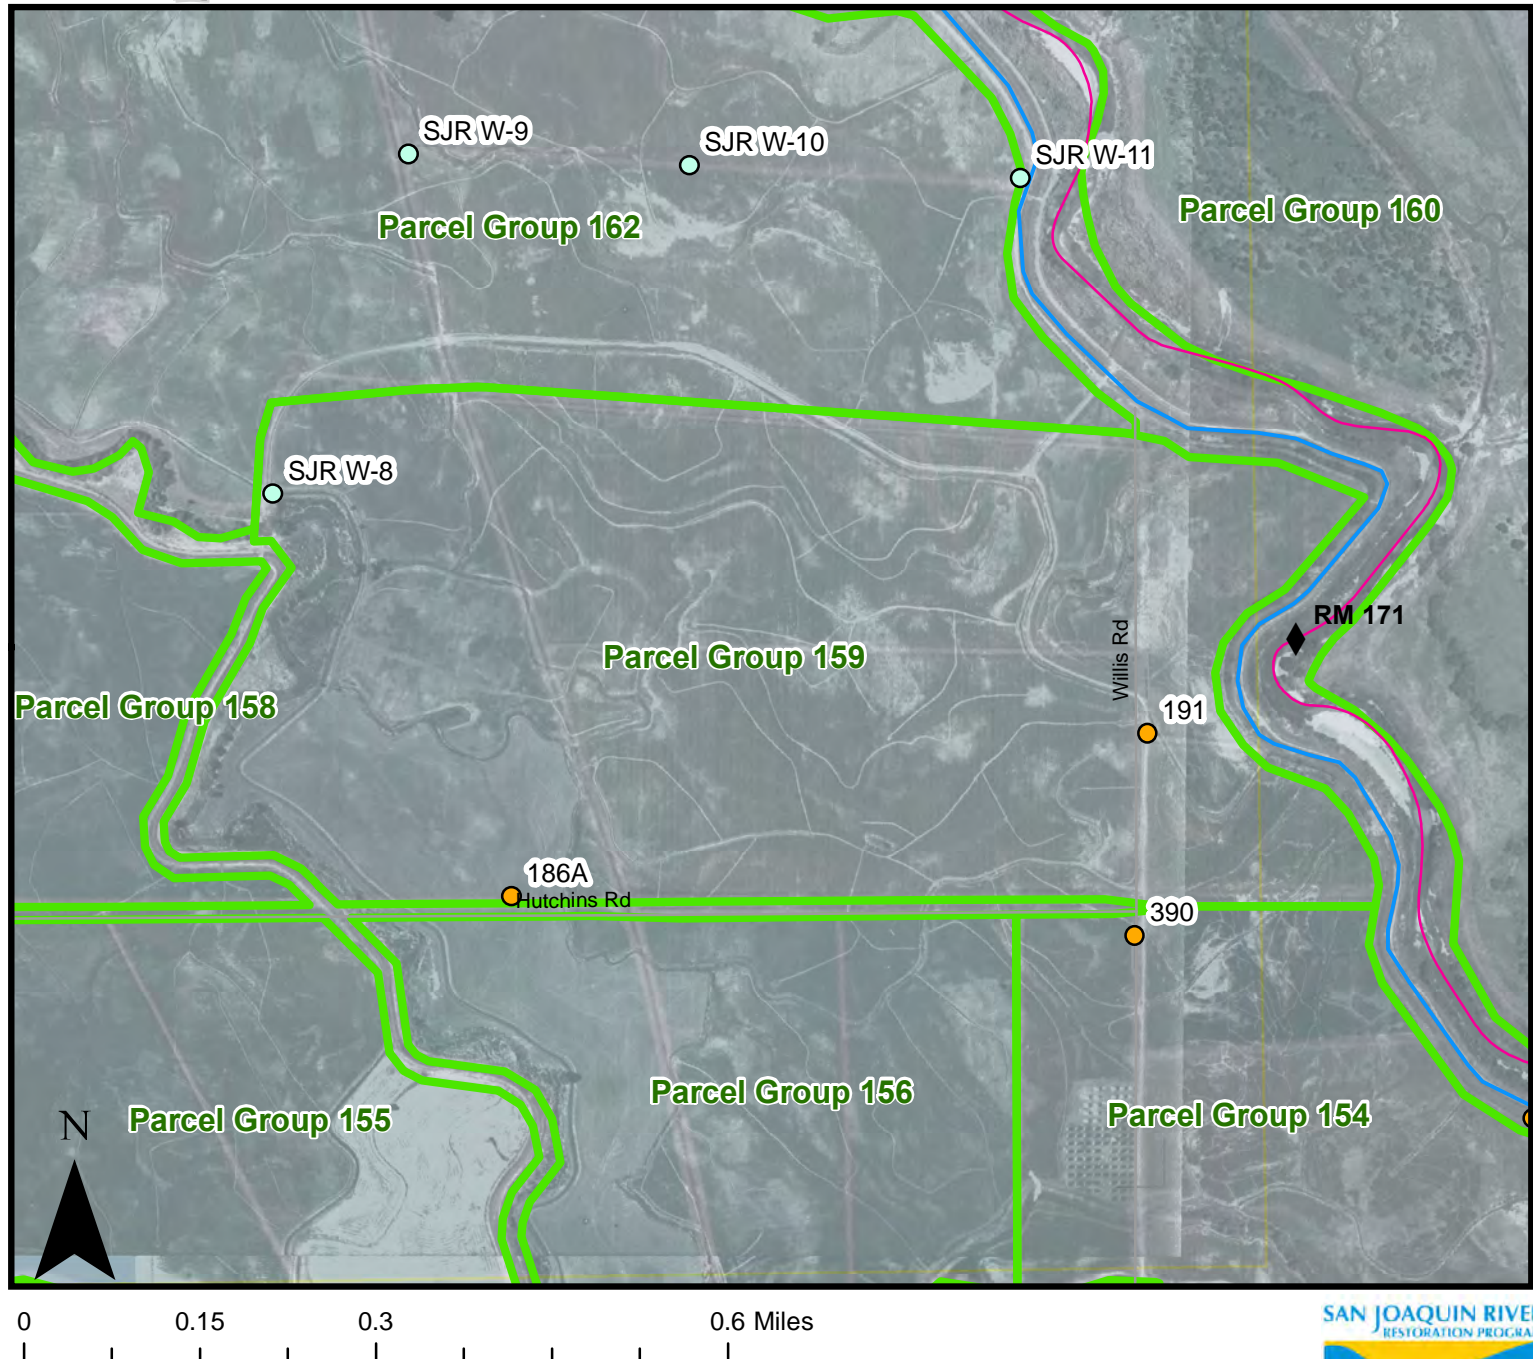 SJR W-9
SJR W-10
SJR W-11
Parcel Group 162
Parcel Group 160
SJR W-8
RM 171
Willis Rd
Parcel Group 159
Parcel Group 158
191
186A
Hutchins Rd
390
Parcel Group 156
Parcel Group 155
Parcel Group 154
N
0 0.15 0.3 0.6 Miles
SAN JOAQUIN RIVE
RESTORATION PROGRA